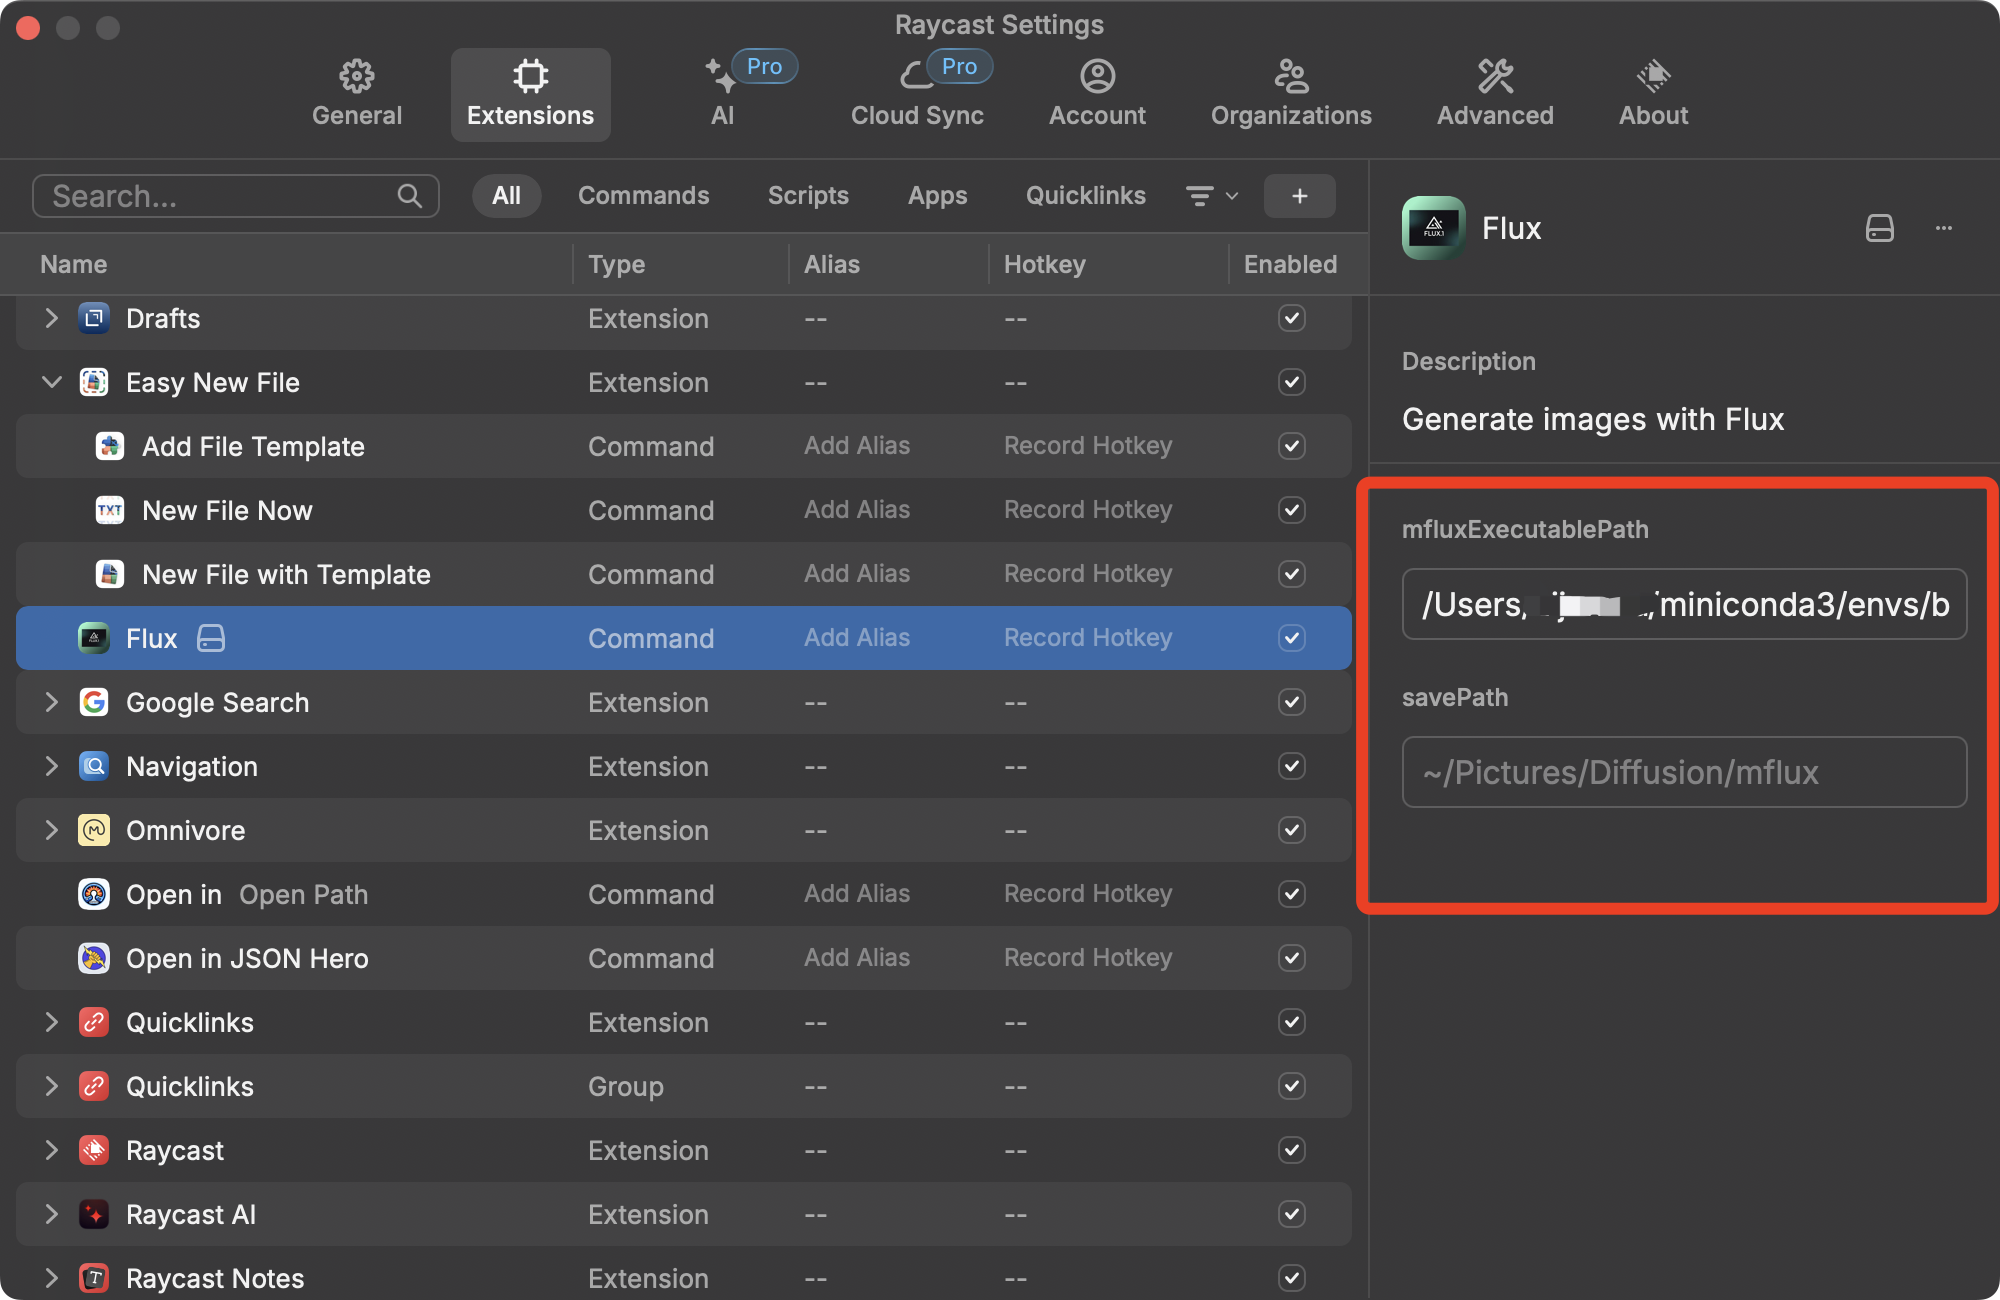 Raycast Settings
General
Extensions
Pro
AI
Pro
Cloud Sync
Account
Organizations
Advanced
About
Search...
All
Commands
Scripts
Apps
Quicklinks
+
Name Type Alias Hotkey Enabled
Drafts Extension -- --
Easy New File Extension -- --
Add File Template Command Add Alias Record Hotkey
TXT New File Now Command Add Alias Record Hotkey
New File with Template Command Add Alias Record Hotkey
Flux Command Add Alias Record Hotkey
Google Search Extension -- --
Navigation Extension -- --
Omnivore Extension -- --
Open in Open Path Command Add Alias Record Hotkey
Open in JSON Hero Command Add Alias Record Hotkey
Quicklinks Extension -- --
Quicklinks Group -- --
Raycast Extension -- --
Raycast AI Extension -- --
Raycast Notes Extension -- --
FLUX.1
Flux
...
Description
Generate images with Flux
mfluxExecutablePath
/Users/ /miniconda3/envs/b
savePath
~/Pictures/Diffusion/mflux